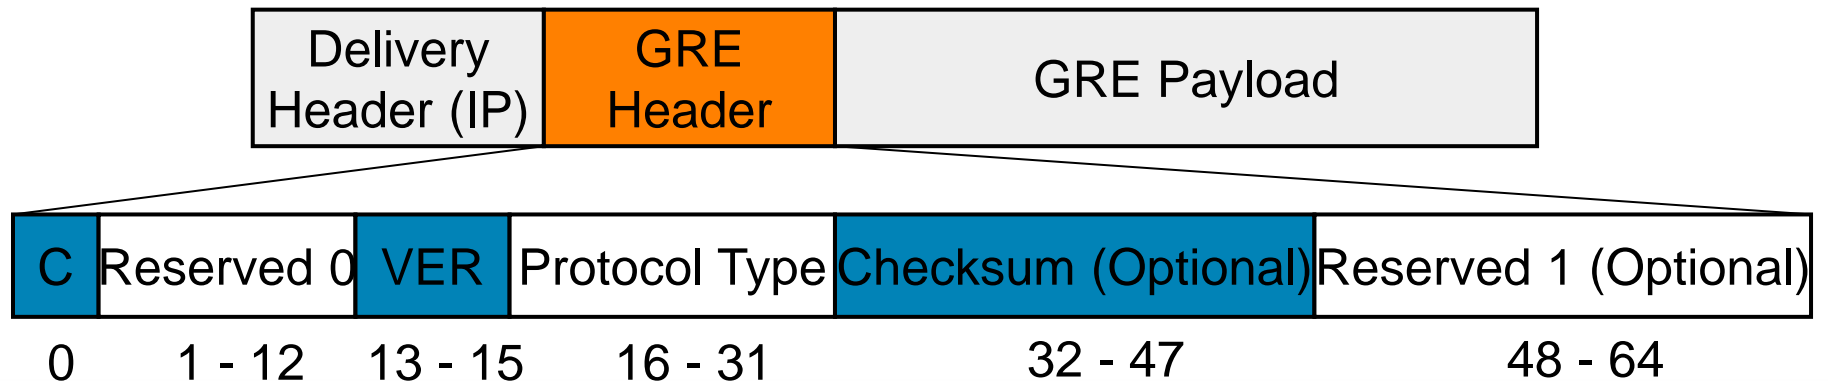 Delivery
Header (IP)
GRE
Header
GRE Payload
C
Reserved 0
VER
Protocol Type
Checksum (Optional)
Reserved 1 (Optional)
0
1 - 12
13 - 15
16 - 31
32 - 47
48 - 64